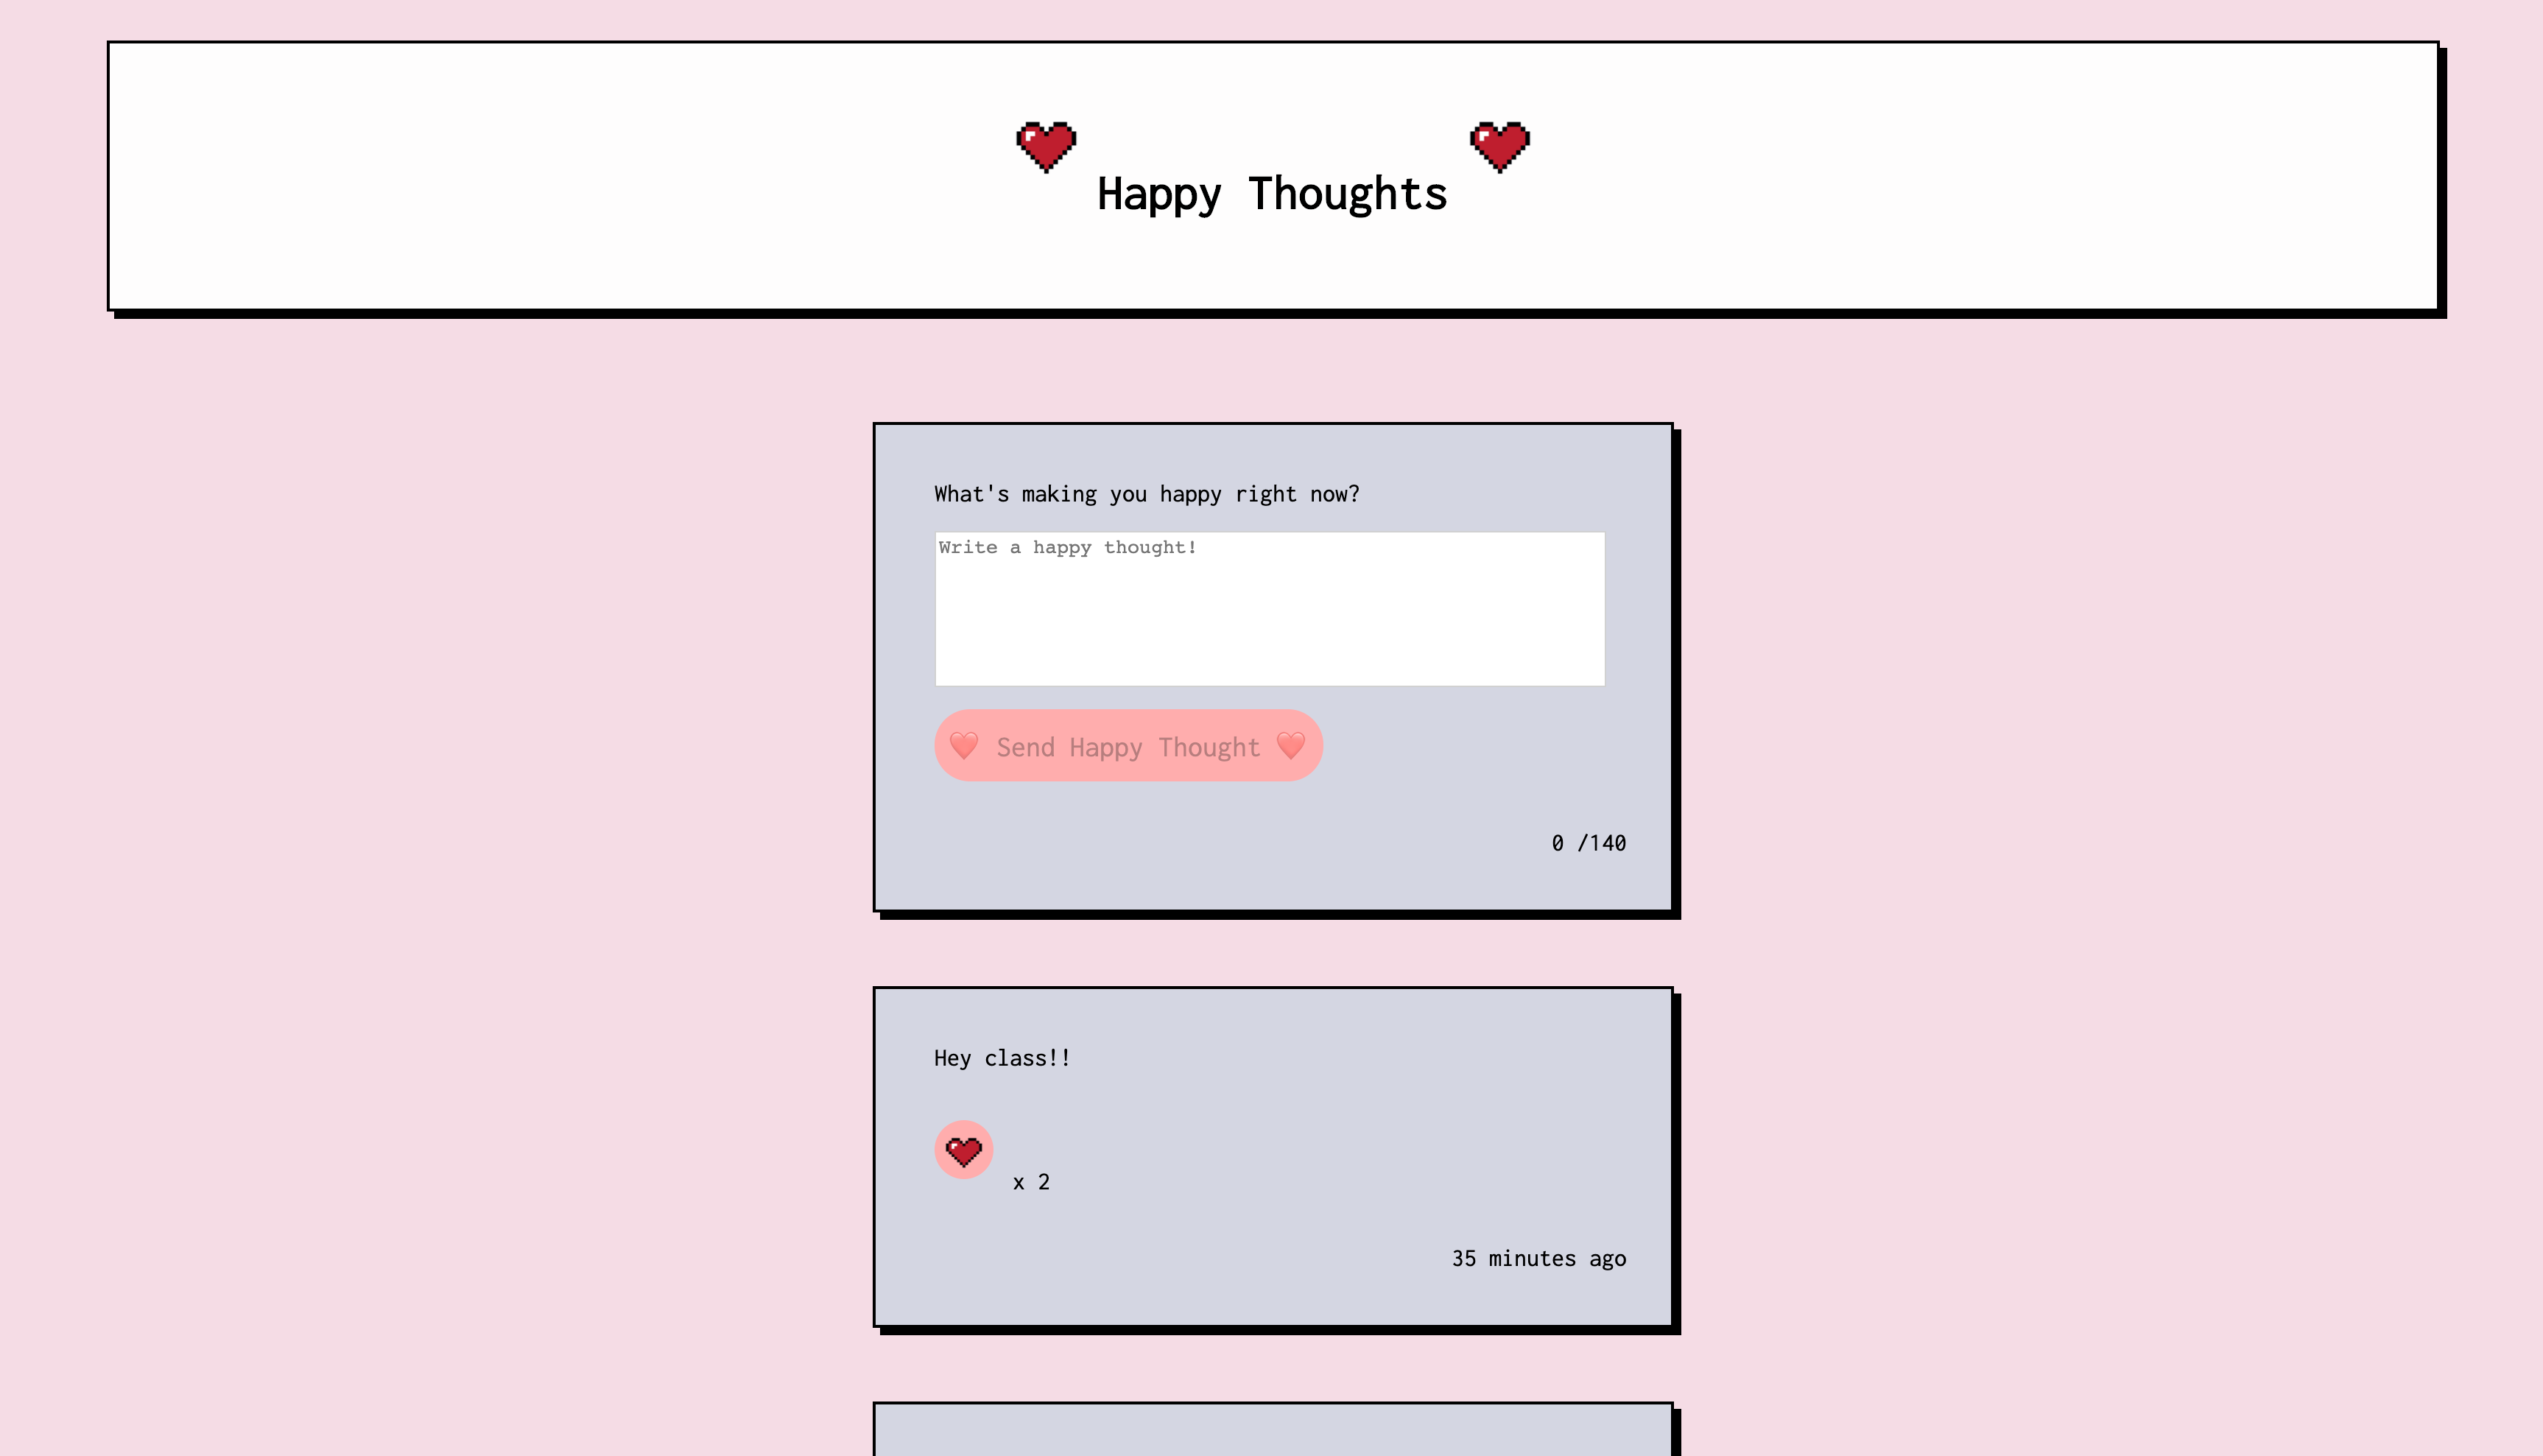 Happy Thoughts
What's making you happy right now?
Write a happy thought!
❤️ Send Happy Thought ❤️
0 /140
Hey class!!
x 2
35 minutes ago